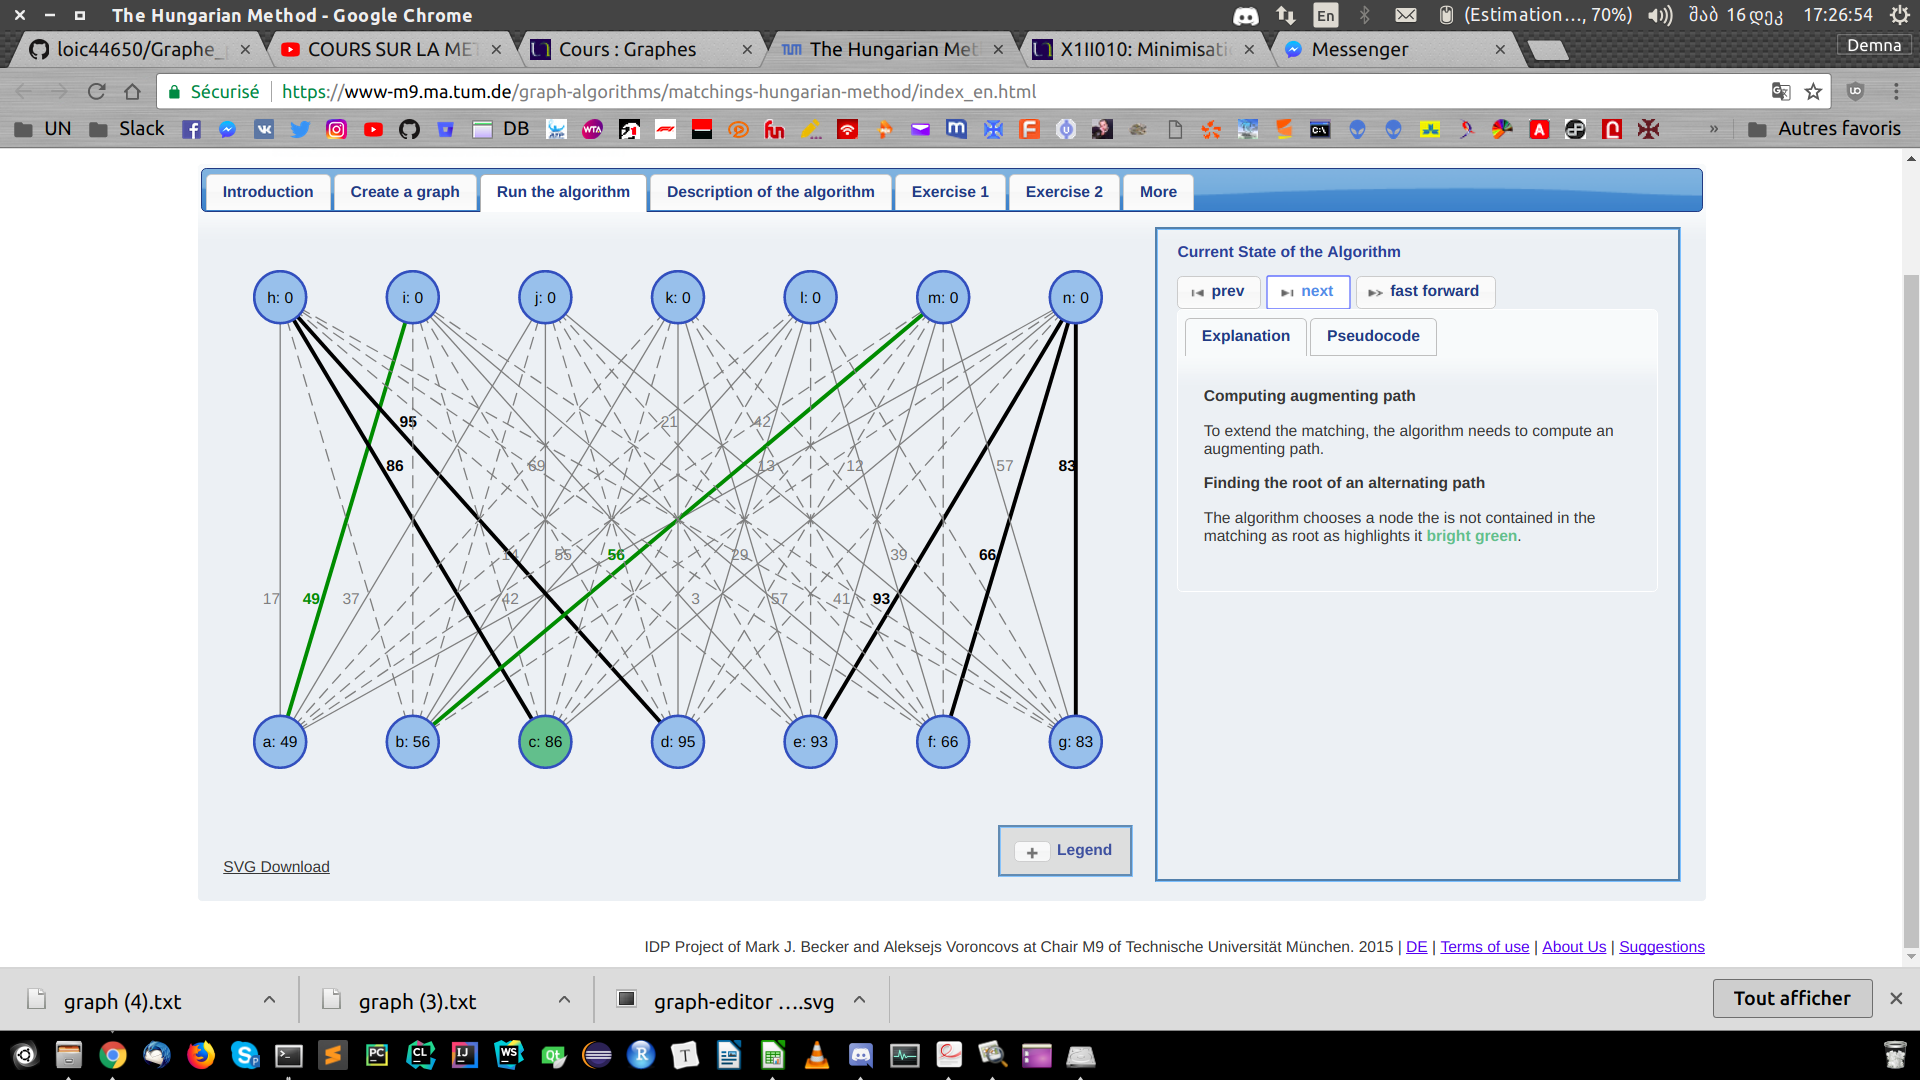 The Hungarian Method - Google Chrome
En
(Estimation..., 70%)
შაბ 16 დეკ
17:26:54
loic44650/Graphe_
COURS SUR LA ME
Cours : Graphes
The Hungarian Met
X1II010: Minimisati
Messenger
Demna
Sécurisé
https://www-m9.ma.tum.de/graph-algorithms/matchings-hungarian-method/index_en.html
UN
Slack
DB
»
Autres favoris
Introduction
Create a graph
Run the algorithm
Description of the algorithm
Exercise 1
Exercise 2
More
h: 0
i: 0
j: 0
k: 0
l: 0
m: 0
n: 0
95
21
42
86
69
13
12
57
83
14
55
56
29
39
66
17
49
37
42
3
57
41
93
a: 49
b: 56
c: 86
d: 95
e: 93
f: 66
g: 83
SVG Download
Legend
Current State of the Algorithm
prev
next
fast forward
Explanation
Pseudocode
Computing augmenting path
To extend the matching, the algorithm needs to compute an
augmenting path.
Finding the root of an alternating path
The algorithm chooses a node the is not contained in the
matching as root as highlights it bright green.
IDP Project of Mark J. Becker and Aleksejs Voroncovs at Chair M9 of Technische Universität München. 2015 | DE | Terms of use | About Us | Suggestions
graph (4).txt
graph (3).txt
graph-editor ....svg
Tout afficher